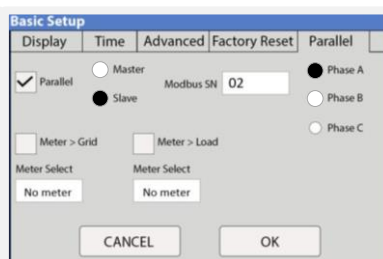 Basic Setup
Display Time Advanced Factory Reset Parallel
Parallel Master Modbus SN 02 Phase A
Slave Phase B
Phase C
Meter > Grid Meter > Load
Meter Select Meter Select
No meter No meter
CANCEL OK